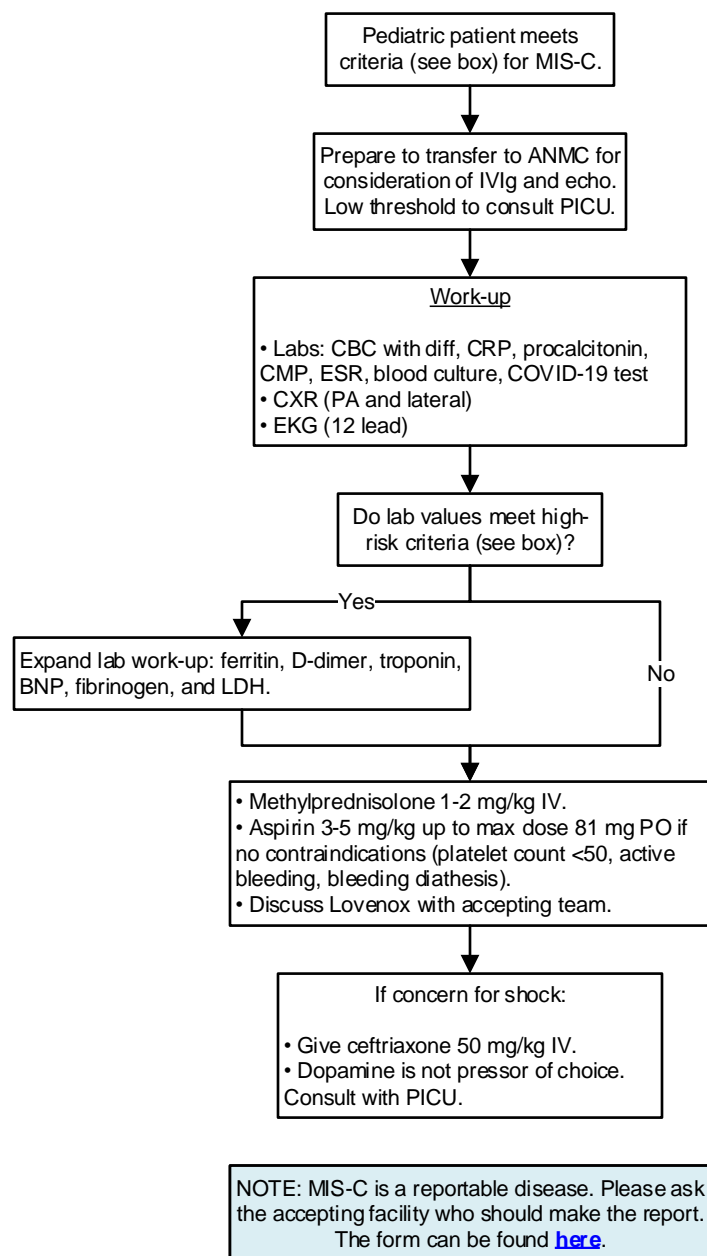 Pediatric patient meets
criteria (see box) for MIS-C.
Prepare to transfer to ANMC for
consideration of IVIg and echo.
Low threshold to consult PICU.
Work-up
• Labs: CBC with diff, CRP, procalcitonin,
CMP, ESR, blood culture, COVID-19 test
• CXR (PA and lateral)
• EKG (12 lead)
Do lab values meet high-
risk criteria (see box)?
Yes
Expand lab work-up: ferritin, D-dimer, troponin,
BNP, fibrinogen, and LDH.
No
• Methylprednisolone 1-2 mg/kg IV.
• Aspirin 3-5 mg/kg up to max dose 81 mg PO if
no contraindications (platelet count <50, active
bleeding, bleeding diathesis).
• Discuss Lovenox with accepting team.
If concern for shock:
• Give ceftriaxone 50 mg/kg IV.
• Dopamine is not pressor of choice.
Consult with PICU.
NOTE: MIS-C is a reportable disease. Please ask
the accepting facility who should make the report.
The form can be found here.